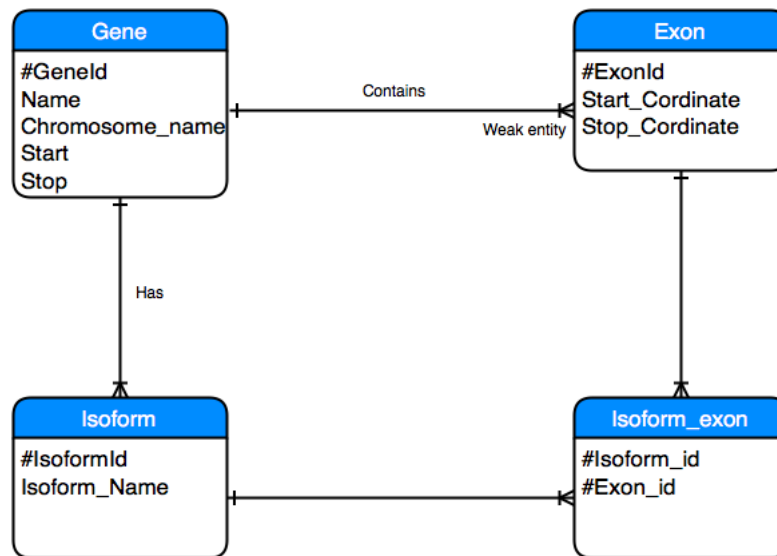 Gene
#GeneId
Name
Chromosome_name
Start
Stop
Contains
Weak entity
Exon
#ExonId
Start_Cordinate
Stop_Cordinate
Has
Isoform
#IsoformId
Isoform_Name
Isoform_exon
#Isoform_id
#Exon_id